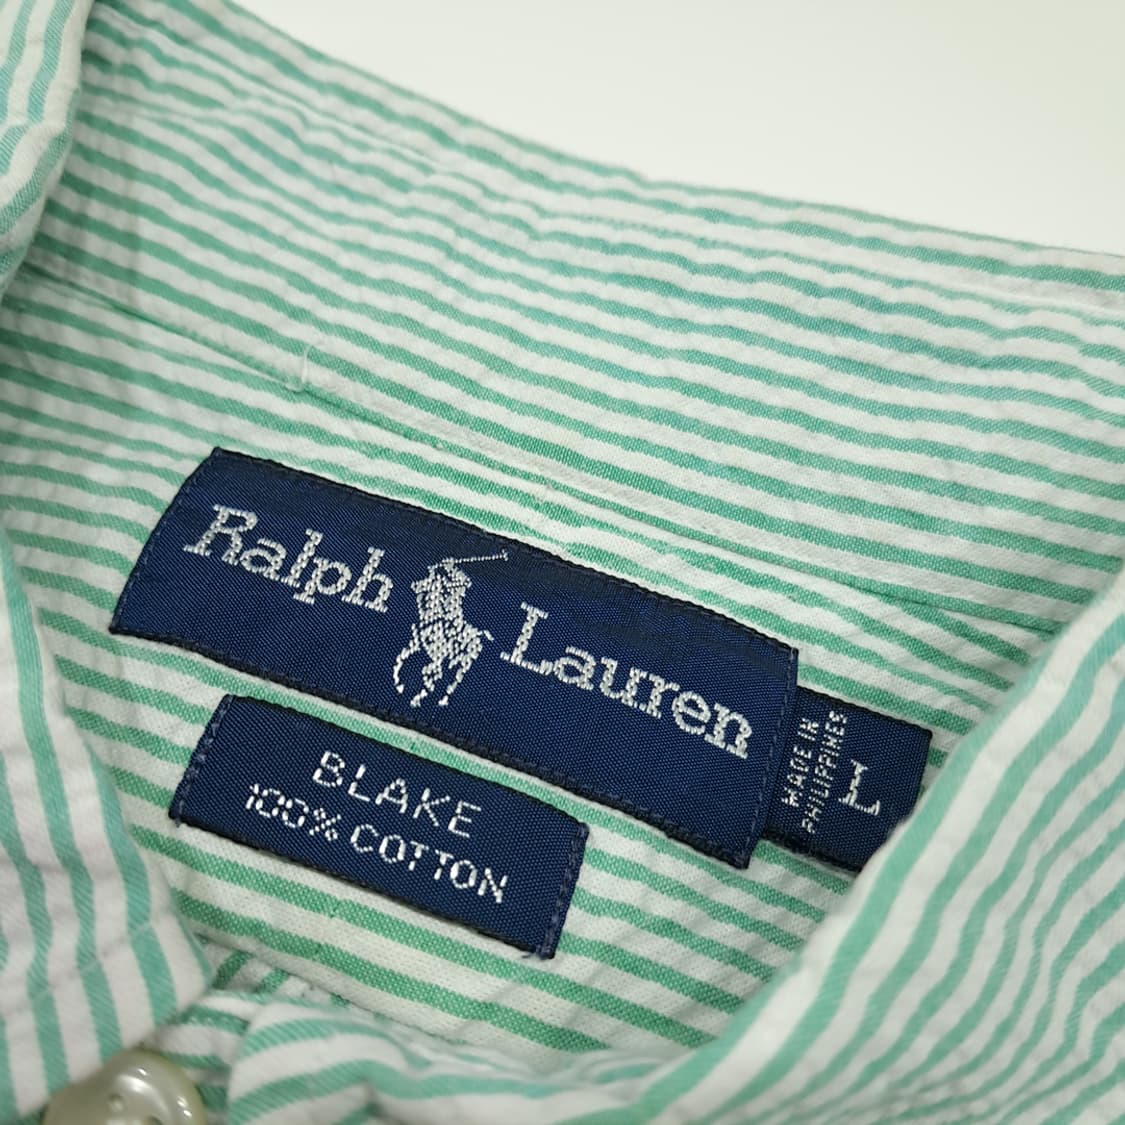 Ralph Lauren
MADE IN
PHILIPPINES
L
BLAKE
100% COTTON